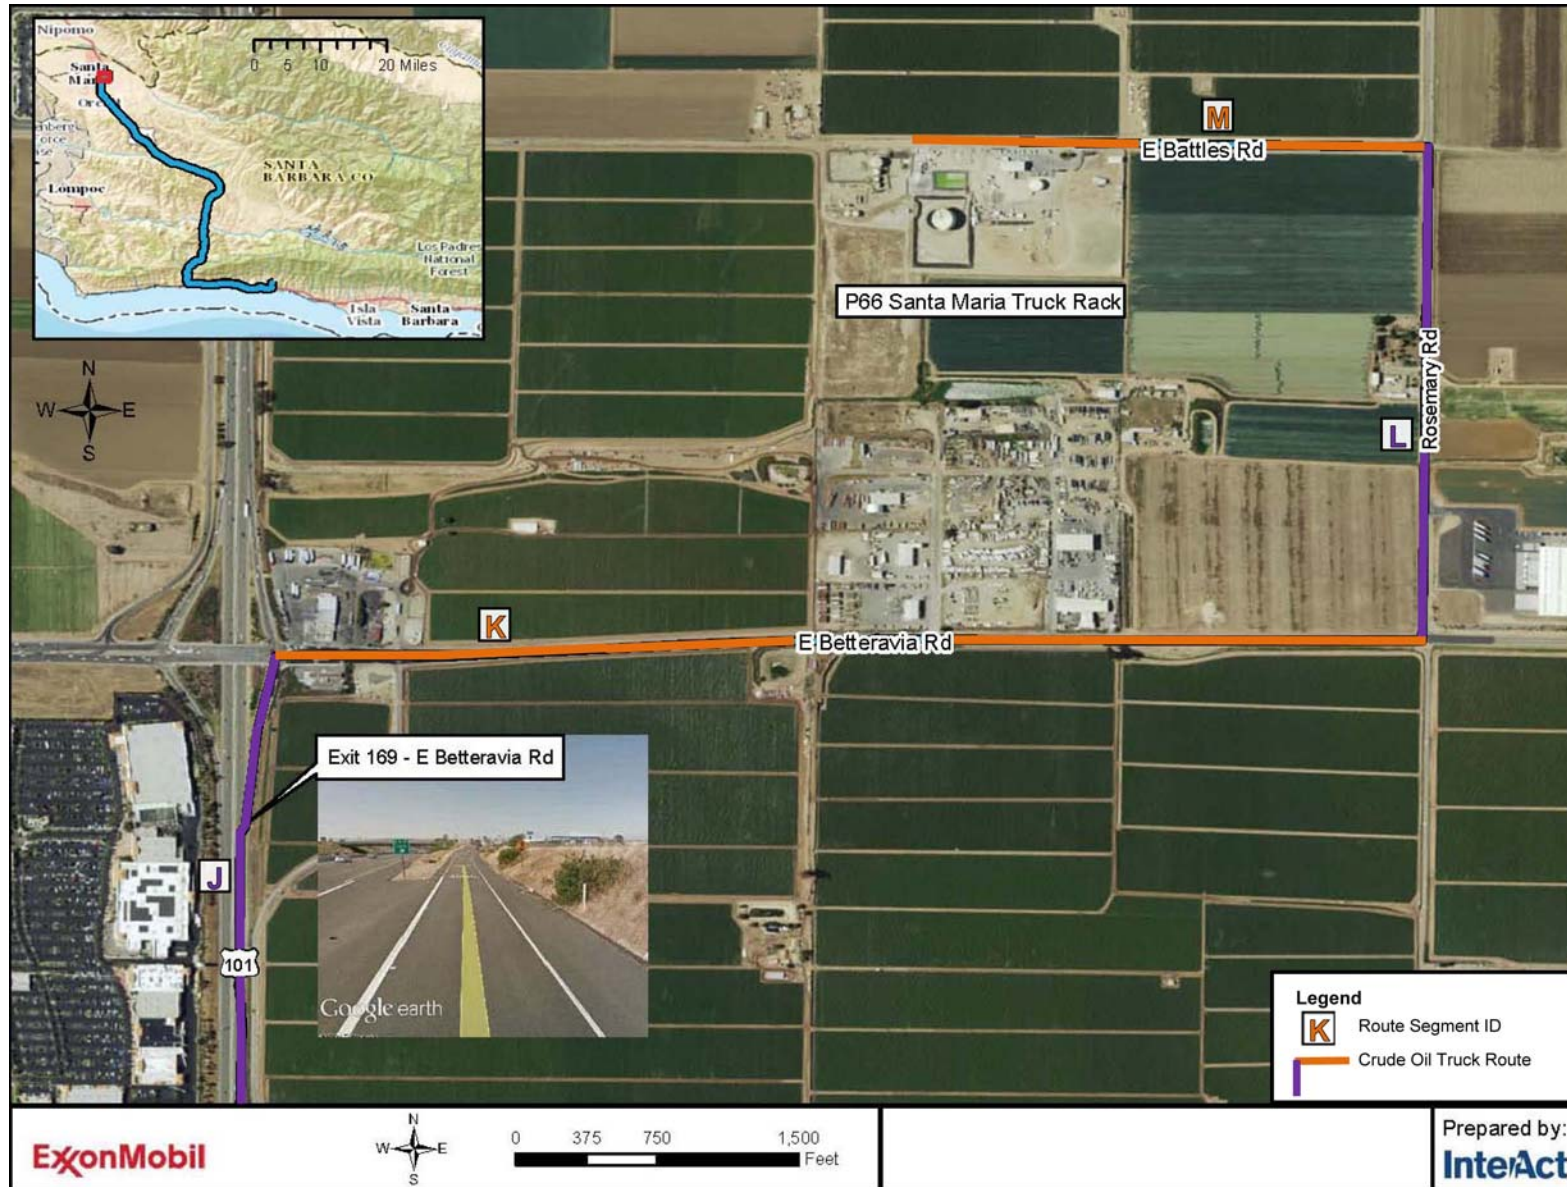 Nipomo
Santa
0 5 10 20 Miles
SANTA
BARBARA CO
Lompoc
Los Padres
National
Forest
Isla
Vista
Santa
Barbara
N
W E
S
M
E Battles Rd
P66 Santa Maria Truck Rack
Rosemary Rd
L
K
E Betteravia Rd
Exit 169 - E Betteravia Rd
J
101
Google earth
Legend
K Route Segment ID
Crude Oil Truck Route
ExxonMobil
N
W E
S
0 375 750 1,500
Feet
Prepared by:
InterAct